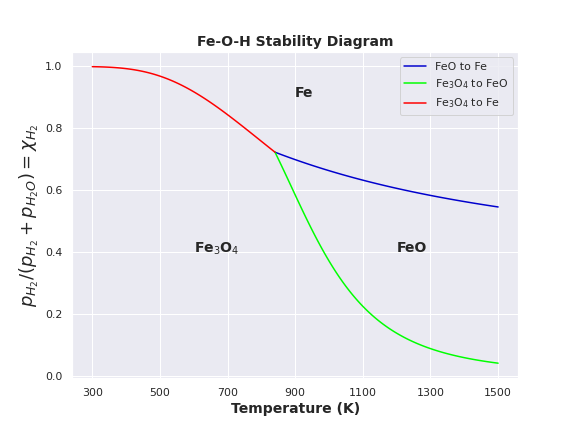 Fe-O-H Stability Diagram
FeO to Fe
Fe₃O₄ to FeO
Fe₃O₄ to Fe
Fe
Fe₃O₄
FeO
p_{H₂}/(p_{H₂} + p_{H₂O}) = χ_{H₂}
1.0
0.8
0.6
0.4
0.2
0.0
300 500 700 900 1100 1300 1500
Temperature (K)